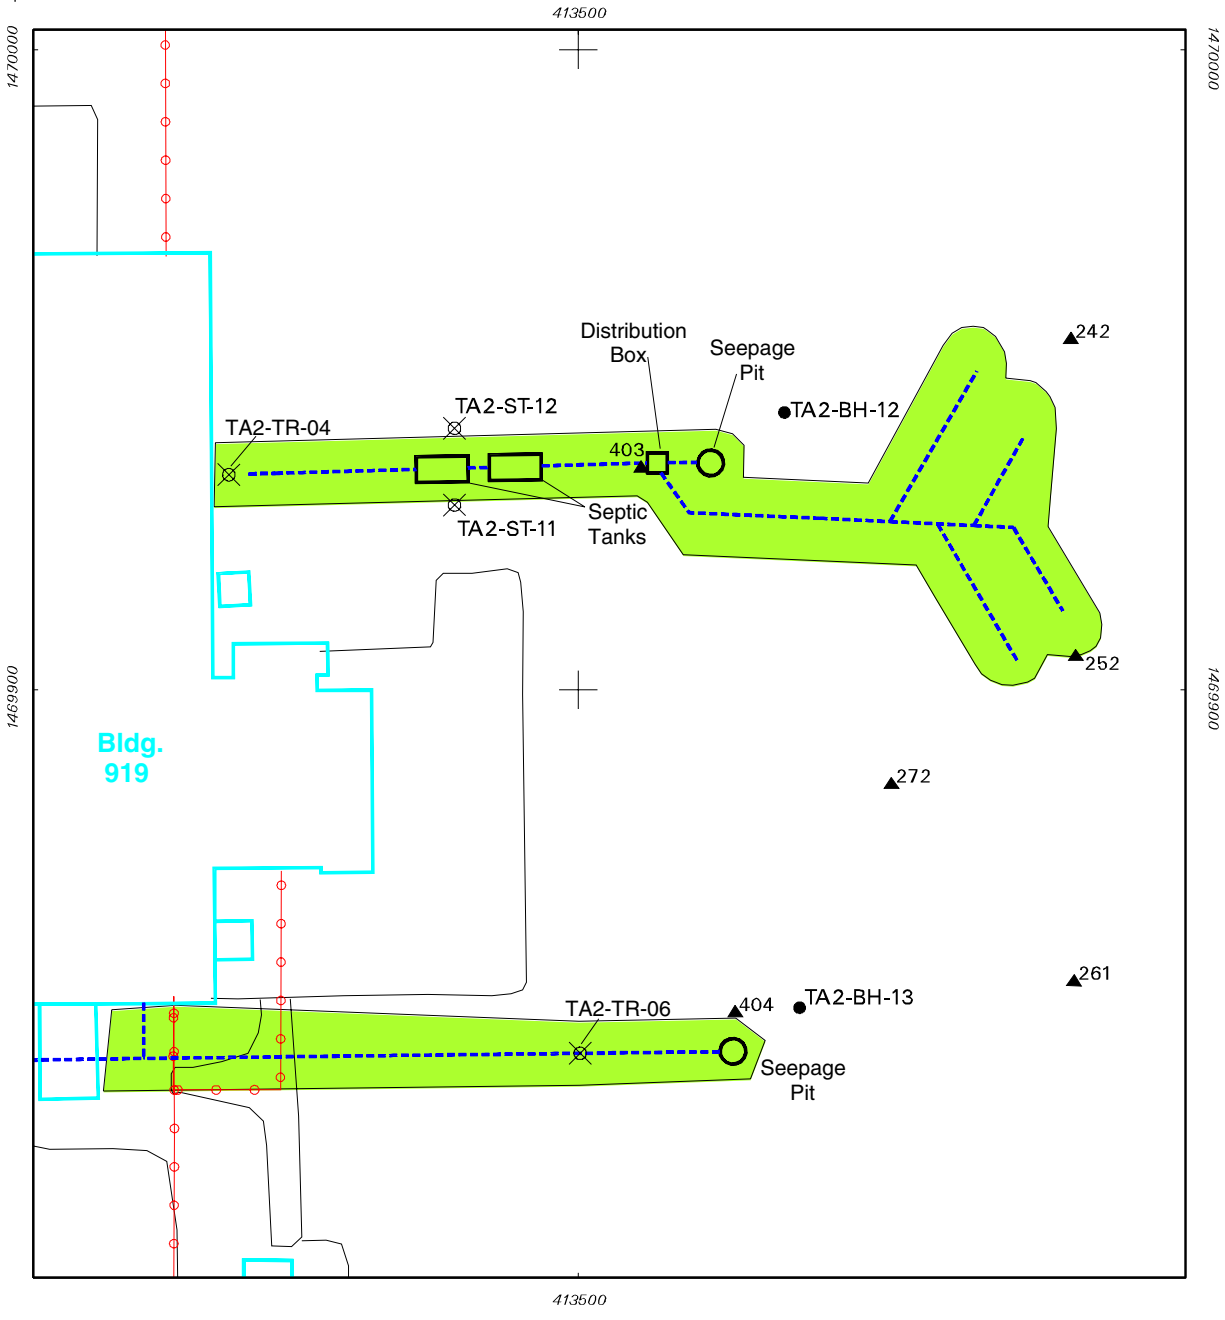 413500
1470000
1470000
242
Distribution
Box
Seepage
Pit
TA2-ST-12
TA2-BH-12
TA2-TR-04
403
Septic
Tanks
TA2-ST-11
252
1469900
1469900
Bldg.
919
272
261
TA2-TR-06
404
TA2-BH-13
Seepage
Pit
413500